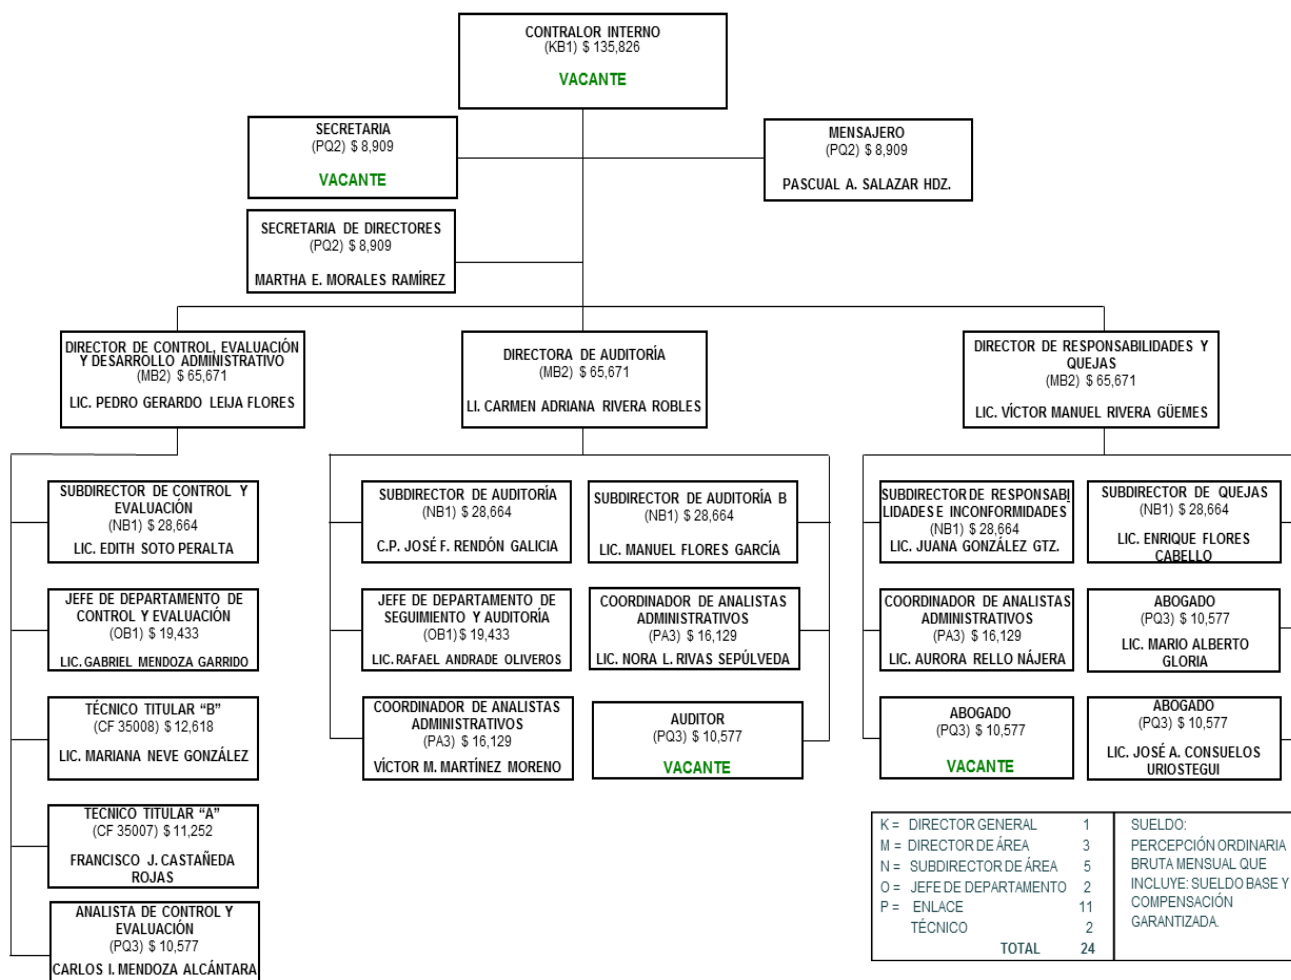 CONTRALOR INTERNO
(KB1) $ 135,826
VACANTE
SECRETARIA
(PQ2) $ 8,909
VACANTE
MENSAJERO
(PQ2) $ 8,909
PASCUAL A. SALAZAR HDZ.
SECRETARIA DE DIRECTORES
(PQ2) $ 8,909
MARTHA E. MORALES RAMÍREZ
DIRECTOR DE CONTROL, EVALUACIÓN
Y DESARROLLO ADMINISTRATIVO
(MB2) $ 65,671
LIC. PEDRO GERARDO LEIJA FLORES
DIRECTORA DE AUDITORÍA
(MB2) $ 65,671
LI. CARMEN ADRIANA RIVERA ROBLES
DIRECTOR DE RESPONSABILIDADES Y
QUEJAS
(MB2) $ 65,671
LIC. VÍCTOR MANUEL RIVERA GÜEMES
SUBDIRECTOR DE CONTROL Y
EVALUACIÓN
(NB1) $ 28,664
LIC. EDITH SOTO PERALTA
JEFE DE DEPARTAMENTO DE
CONTROL Y EVALUACIÓN
(OB1) $ 19,433
LIC. GABRIEL MENDOZA GARRIDO
TÉCNICO TITULAR “B”
(CF 35008) $ 12,618
LIC. MARIANA NEVE GONZÁLEZ
TECNICO TITULAR “A”
(CF 35007) $ 11,252
FRANCISCO J. CASTAÑEDA
ROJAS
ANALISTA DE CONTROL Y
EVALUACIÓN
(PQ3) $ 10,577
CARLOS I. MENDOZA ALCÁNTARA
SUBDIRECTOR DE AUDITORÍA
(NB1) $ 28,664
C.P. JOSÉ F. RENDÓN GALICIA
JEFE DE DEPARTAMENTO DE
SEGUIMIENTO Y AUDITORÍA
(OB1) $ 19,433
LIC. RAFAEL ANDRADE OLIVEROS
COORDINADOR DE ANALISTAS
ADMINISTRATIVOS
(PA3) $ 16,129
VÍCTOR M. MARTÍNEZ MORENO
SUBDIRECTOR DE AUDITORÍA B
(NB1) $ 28,664
LIC. MANUEL FLORES GARCÍA
COORDINADOR DE ANALISTAS
ADMINISTRATIVOS
(PA3) $ 16,129
LIC. NORA L. RIVAS SEPÚLVEDA
AUDITOR
(PQ3) $ 10,577
VACANTE
SUBDIRECTOR DE RESPONSABI
LIDADES E INCONFORMIDADES
(NB1) $ 28,664
LIC. JUANA GONZÁLEZ GTZ.
COORDINADOR DE ANALISTAS
ADMINISTRATIVOS
(PA3) $ 16,129
LIC. AURORA RELLO NÁJERA
ABOGADO
(PQ3) $ 10,577
VACANTE
SUBDIRECTOR DE QUEJAS
(NB1) $ 28,664
LIC. ENRIQUE FLORES
CABELLO
ABOGADO
(PQ3) $ 10,577
LIC. MARIO ALBERTO
GLORIA
ABOGADO
(PQ3) $ 10,577
LIC. JOSÉ A. CONSUELOS
URIOSTEGUI
K = DIRECTOR GENERAL 1
M = DIRECTOR DE ÁREA 3
N = SUBDIRECTOR DE ÁREA 5
O = JEFE DE DEPARTAMENTO 2
P = ENLACE 11
TÉCNICO 2
TOTAL 24
SUELDO:
PERCEPCIÓN ORDINARIA
BRUTA MENSUAL QUE
INCLUYE: SUELDO BASE Y
COMPENSACIÓN
GARANTIZADA.